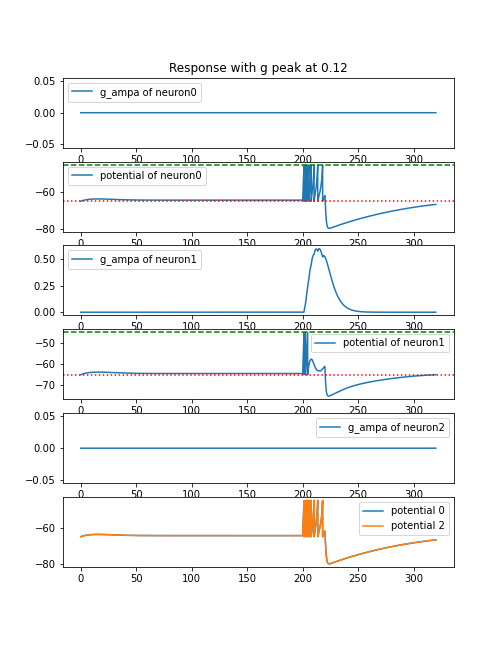 Response with g peak at 0.12
0.05
0.00
−0.05
g_ampa of neuron0
0 50 100 150 200 250 300
−60
−80
potential of neuron0
0 50 100 150 200 250 300
0.50
0.25
0.00
g_ampa of neuron1
0 50 100 150 200 250 300
−50
−60
−70
potential of neuron1
0 50 100 150 200 250 300
0.05
0.00
−0.05
g_ampa of neuron2
0 50 100 150 200 250 300
−60
−80
potential 0
potential 2
0 50 100 150 200 250 300